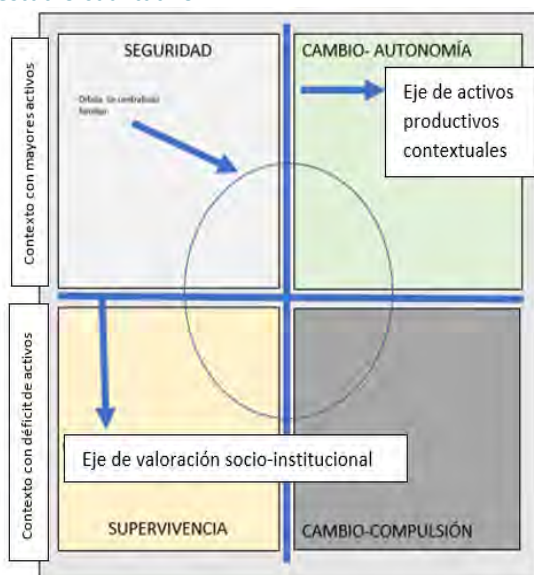 SEGURIDAD
CAMBIO- AUTONOMÍA
Eje de activos
productivos
contextuales
Contexto con mayores activos
Contexto con déficit de activos
Eje de valoración socio-institucional
SUPERVIVENCIA
CAMBIO-COMPULSIÓN